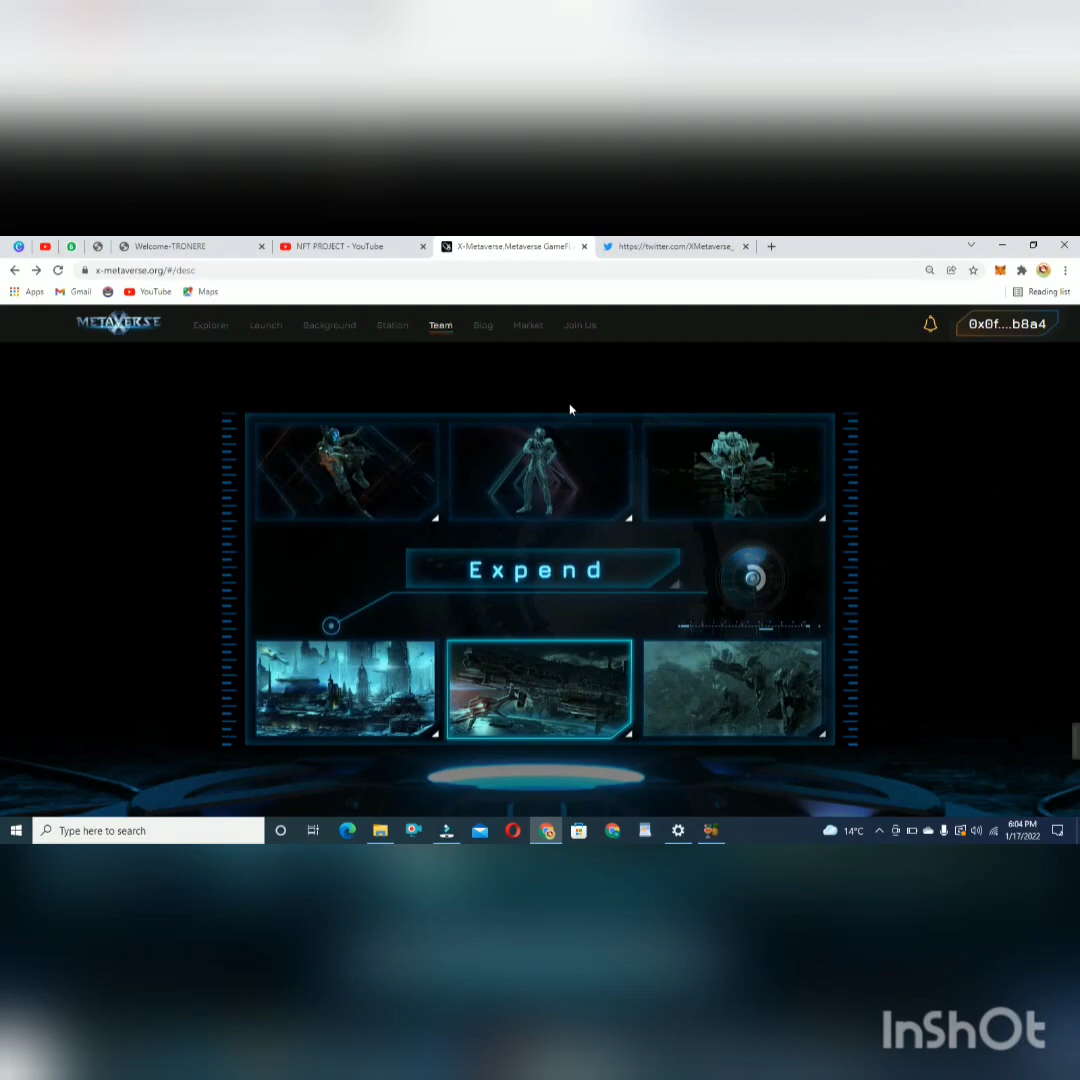 Welcome-TRONERE
NFT PROJECT - YouTube
X-Metaverse,Metaverse GameFi
https://twitter.com/XMetaverse_
x-metaverse.org/#/desc
Apps
Gmail
YouTube
Maps
Reading list
METAVERSE
Explorer
Launch
Background
Station
Team
Blog
Market
Join Us
0x0f....b8a4
Expend
Type here to search
14°C
6:04 PM
1/17/2022
InShOt